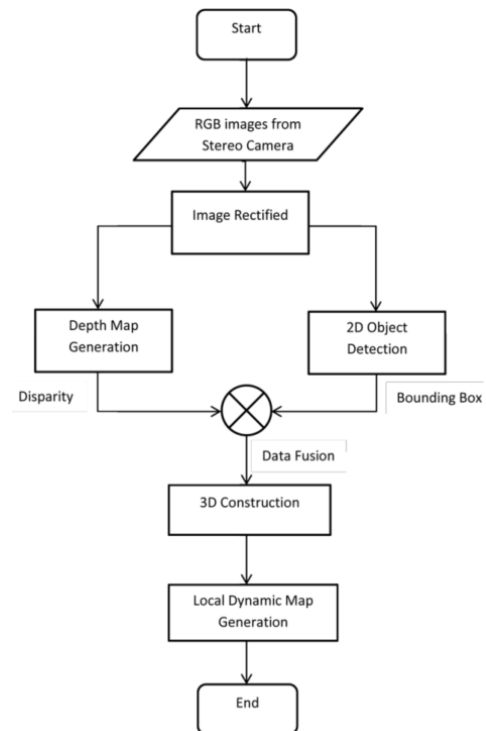 Start
RGB images from
Stereo Camera
Image Rectified
Depth Map
Generation
2D Object
Detection
Disparity
Bounding Box
Data Fusion
3D Construction
Local Dynamic Map
Generation
End